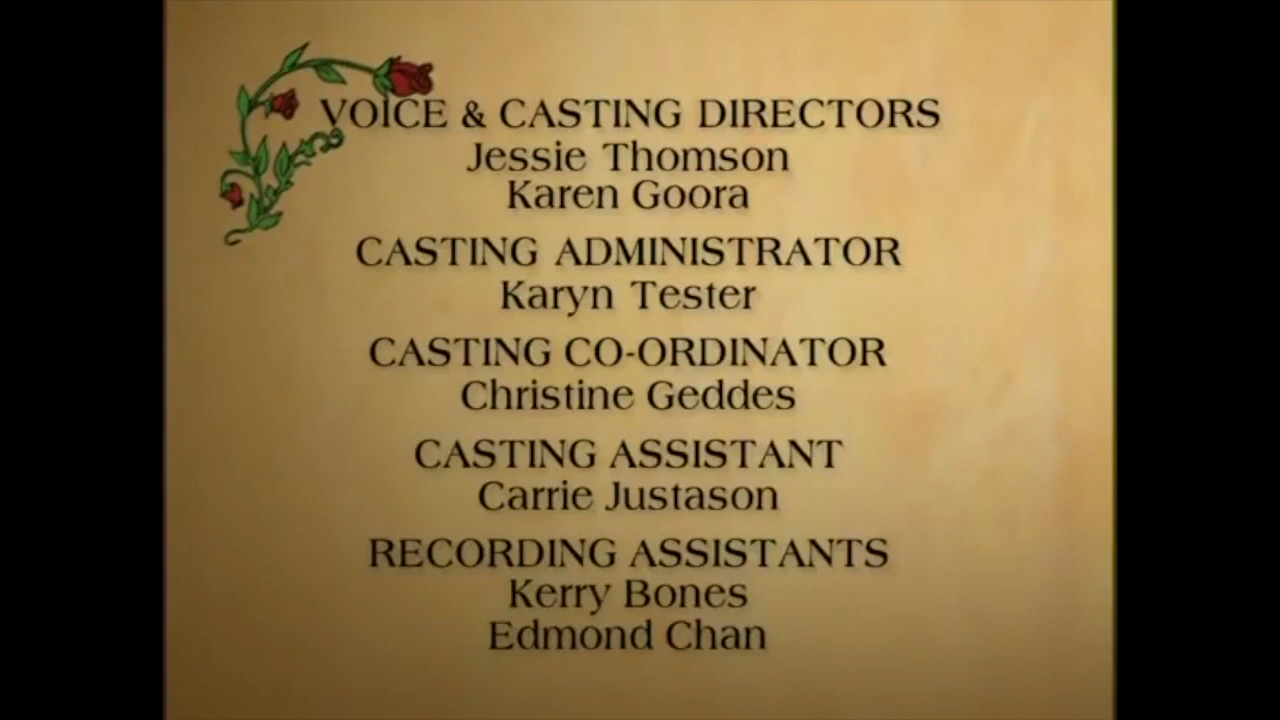 VOICE & CASTING DIRECTORS
Jessie Thomson
Karen Goora
CASTING ADMINISTRATOR
Karyn Tester
CASTING CO-ORDINATOR
Christine Geddes
CASTING ASSISTANT
Carrie Justason
RECORDING ASSISTANTS
Kerry Bones
Edmond Chan